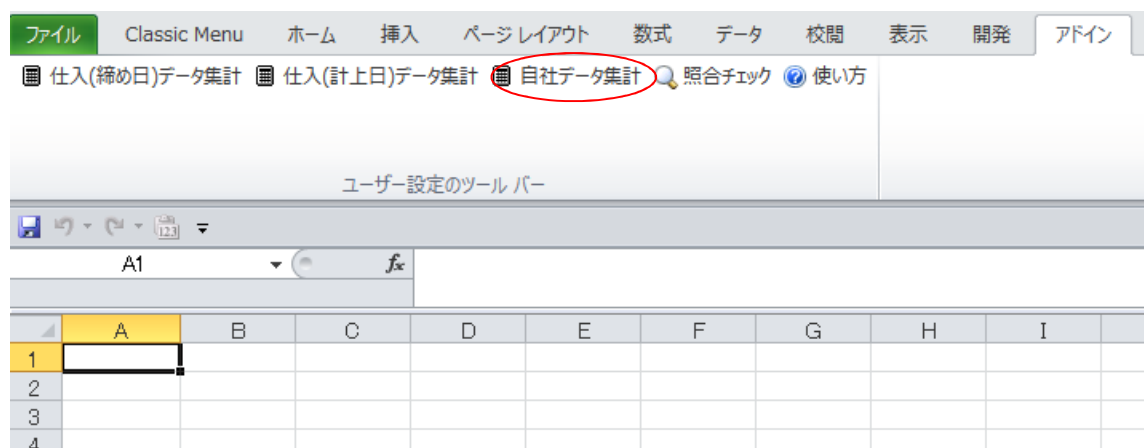 ファイル Classic Menu ホーム 挿入 ページ レイアウト 数式 データ 校閲 表示 開発 アドイン
仕入(締め日)データ集計 仕入(計上日)データ集計 自社データ集計 照合チェック 使い方
ユーザー設定のツール バー
123
A1 fx
A B C D E F G H I
1
2
3
4